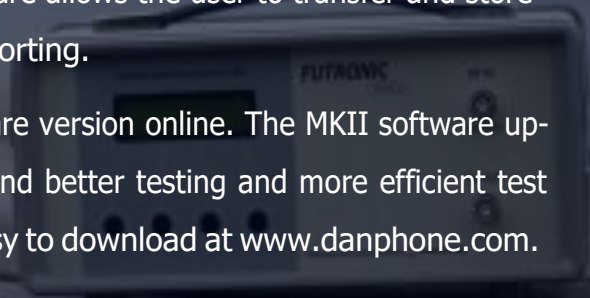 are allows the user to transfer and store
orting.
FUTRONIC
re version online. The MKII software up-
nd better testing and more efficient test
sy to download at www.danphone.com.